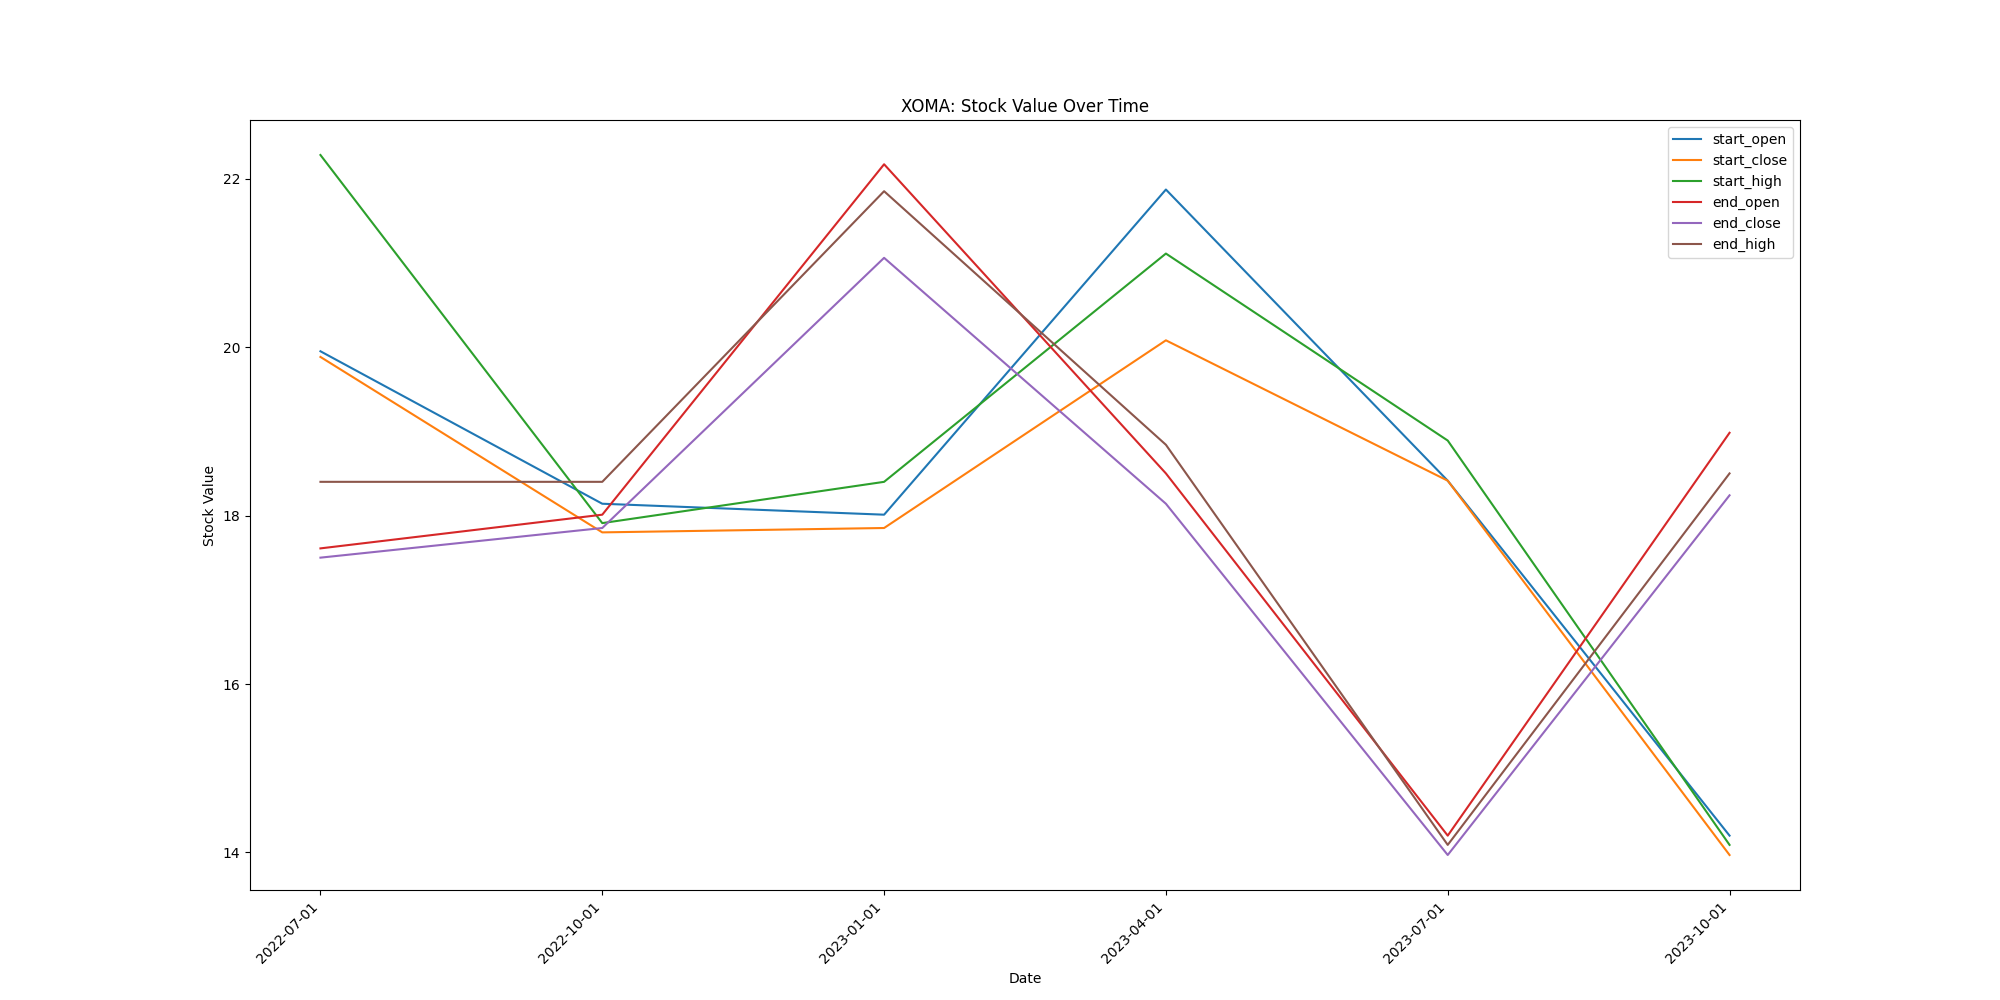 XOMA: Stock Value Over Time
start_open
start_close
start_high
end_open
end_close
end_high
Stock Value
22
20
18
16
14
2022-07-01
2022-10-01
2023-01-01
2023-04-01
2023-07-01
2023-10-01
Date